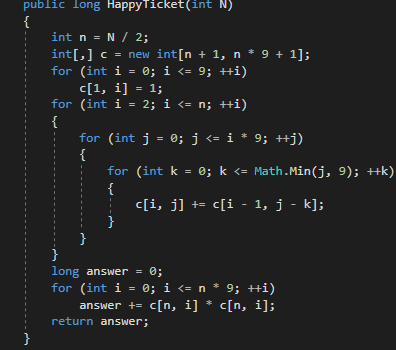 public long HappyTicket(int N)
{
int n = N / 2;
int[,] c = new int[n + 1, n * 9 + 1];
for (int i = 0; i <= 9; ++i)
c[1, i] = 1;
for (int i = 2; i <= n; ++i)
{
for (int j = 0; j <= i * 9; ++j)
{
for (int k = 0; k <= Math.Min(j, 9); ++k)
{
c[i, j] += c[i - 1, j - k];
}
}
}
long answer = 0;
for (int i = 0; i <= n * 9; ++i)
answer += c[n, i] * c[n, i];
return answer;
}